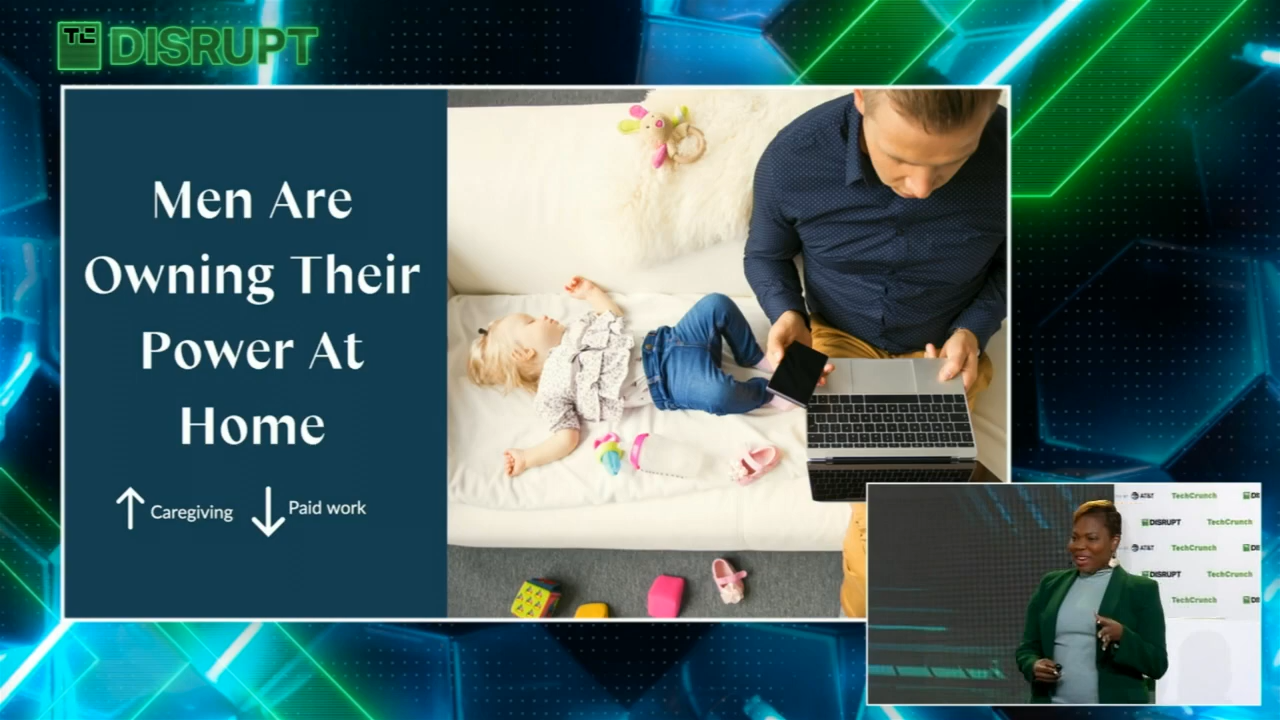 TC DISRUPT
Men Are
Owning Their
Power At
Home
↑ Caregiving ↓ Paid work
AT&T TechCrunch
DISRUPT TechCrunch
AT&T TechCrunch
DISRUPT TechCrunch
TechCrunch